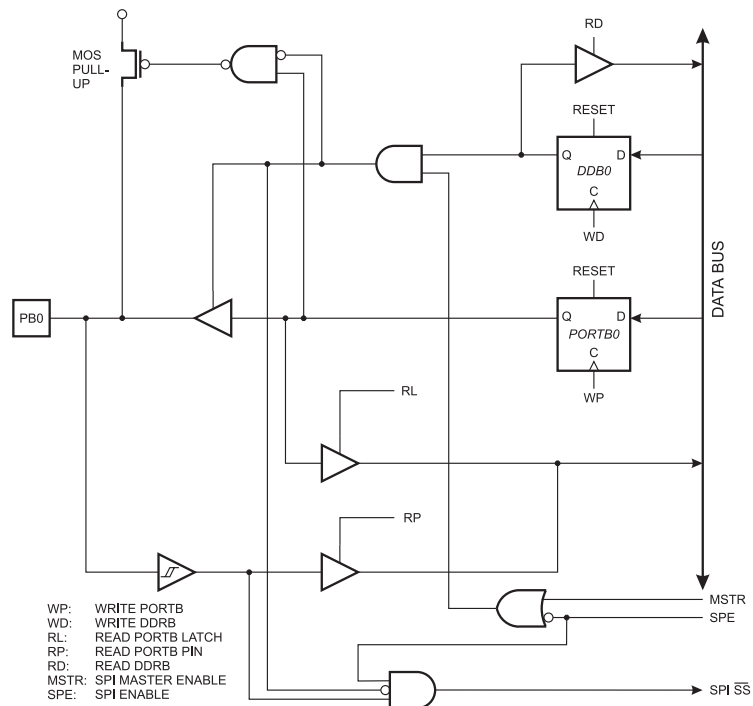 RD
MOS
PULL-
UP
RESET
Q
D
DDB0
C
WD
DATA BUS
RESET
PB0
Q
D
PORTB0
C
WP
RL
RP
WP: WRITE PORTB
WD: WRITE DDRB
RL: READ PORTB LATCH
RP: READ PORTB PIN
RD: READ DDRB
MSTR: SPI MASTER ENABLE
SPE: SPI ENABLE
MSTR
SPE
SPI S̅S̅